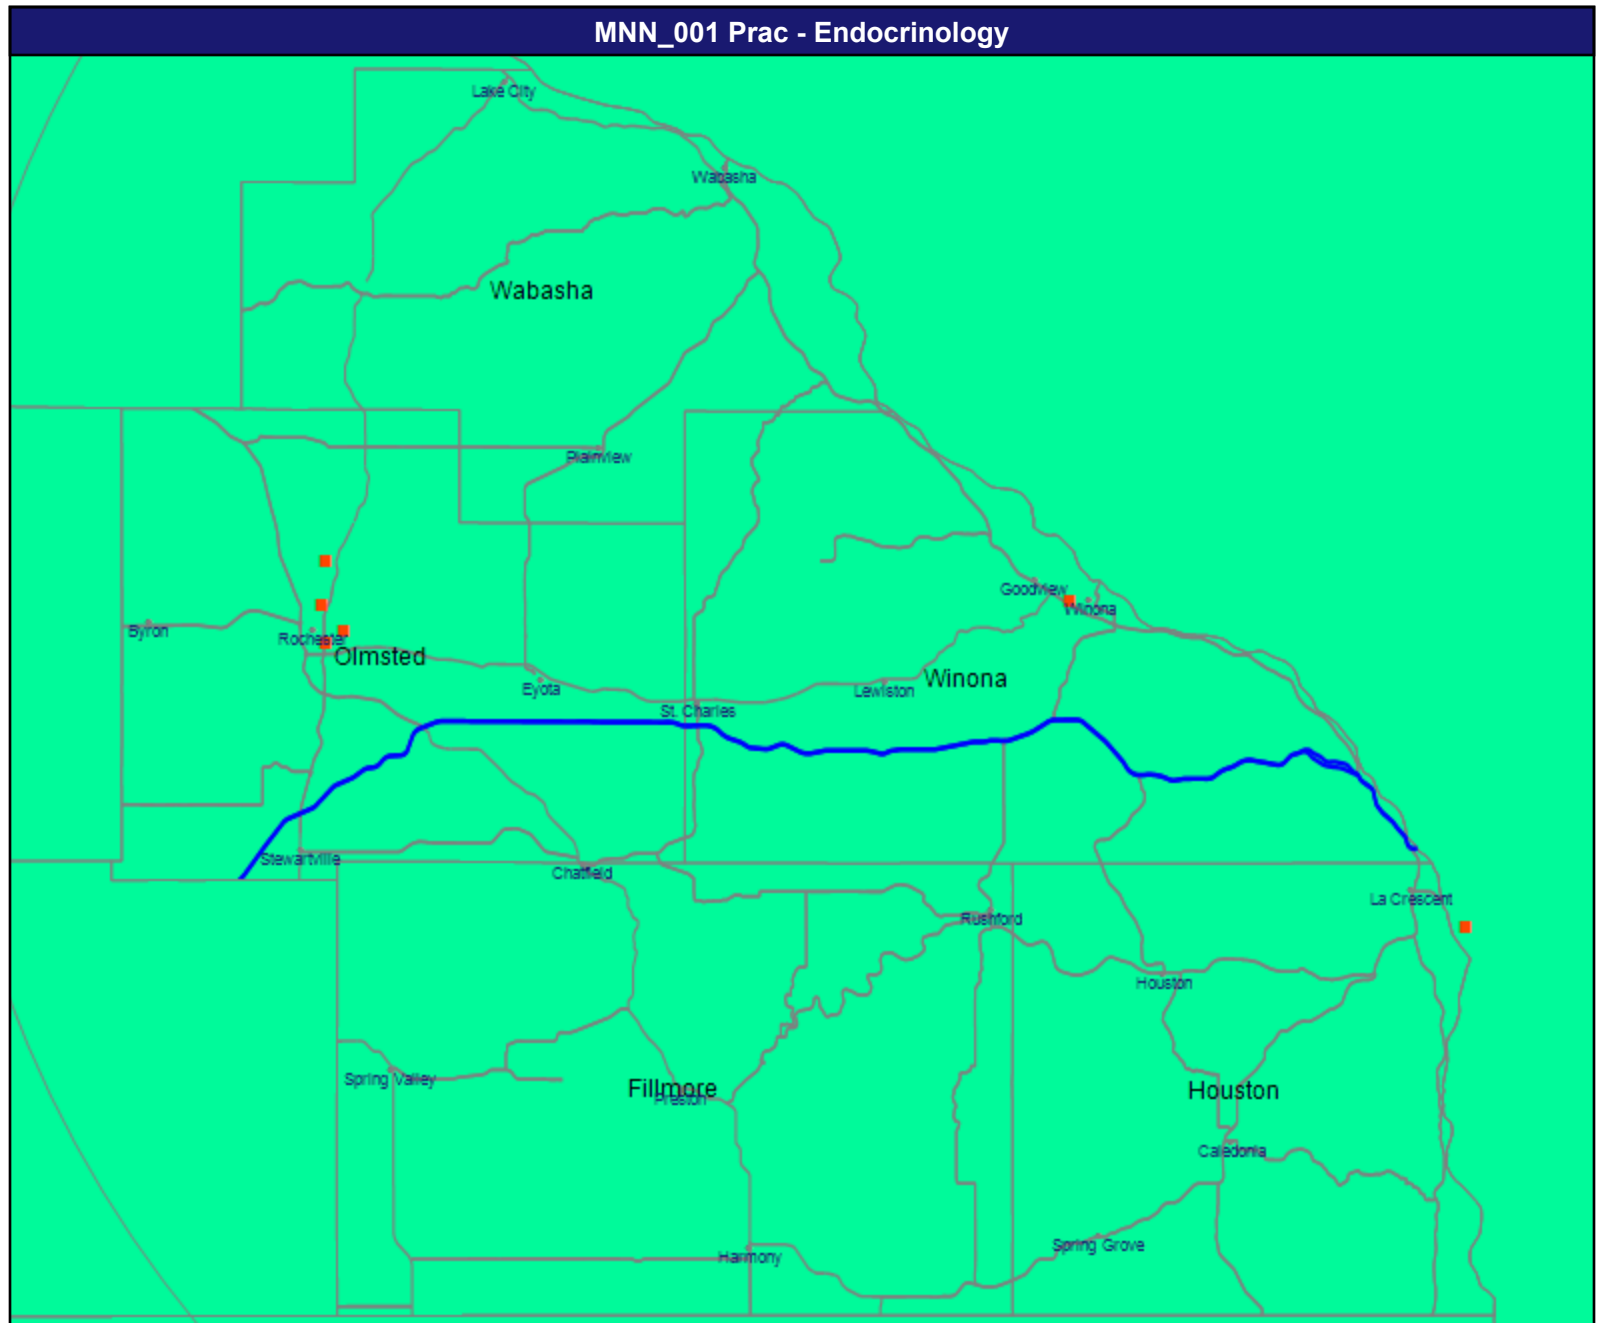 MNN_001 Prac - Endocrinology
Lake City
Wabasha
Wabasha
Plainview
Goodview
Winona
Byron
Rochester
Olmsted
Winona
Eyota
Lewiston
St. Charles
Stewartville
Chatfield
La Crescent
Rushford
Houston
Spring Valley
Fillmore
Preston
Houston
Caledonia
Spring Grove
Harmony